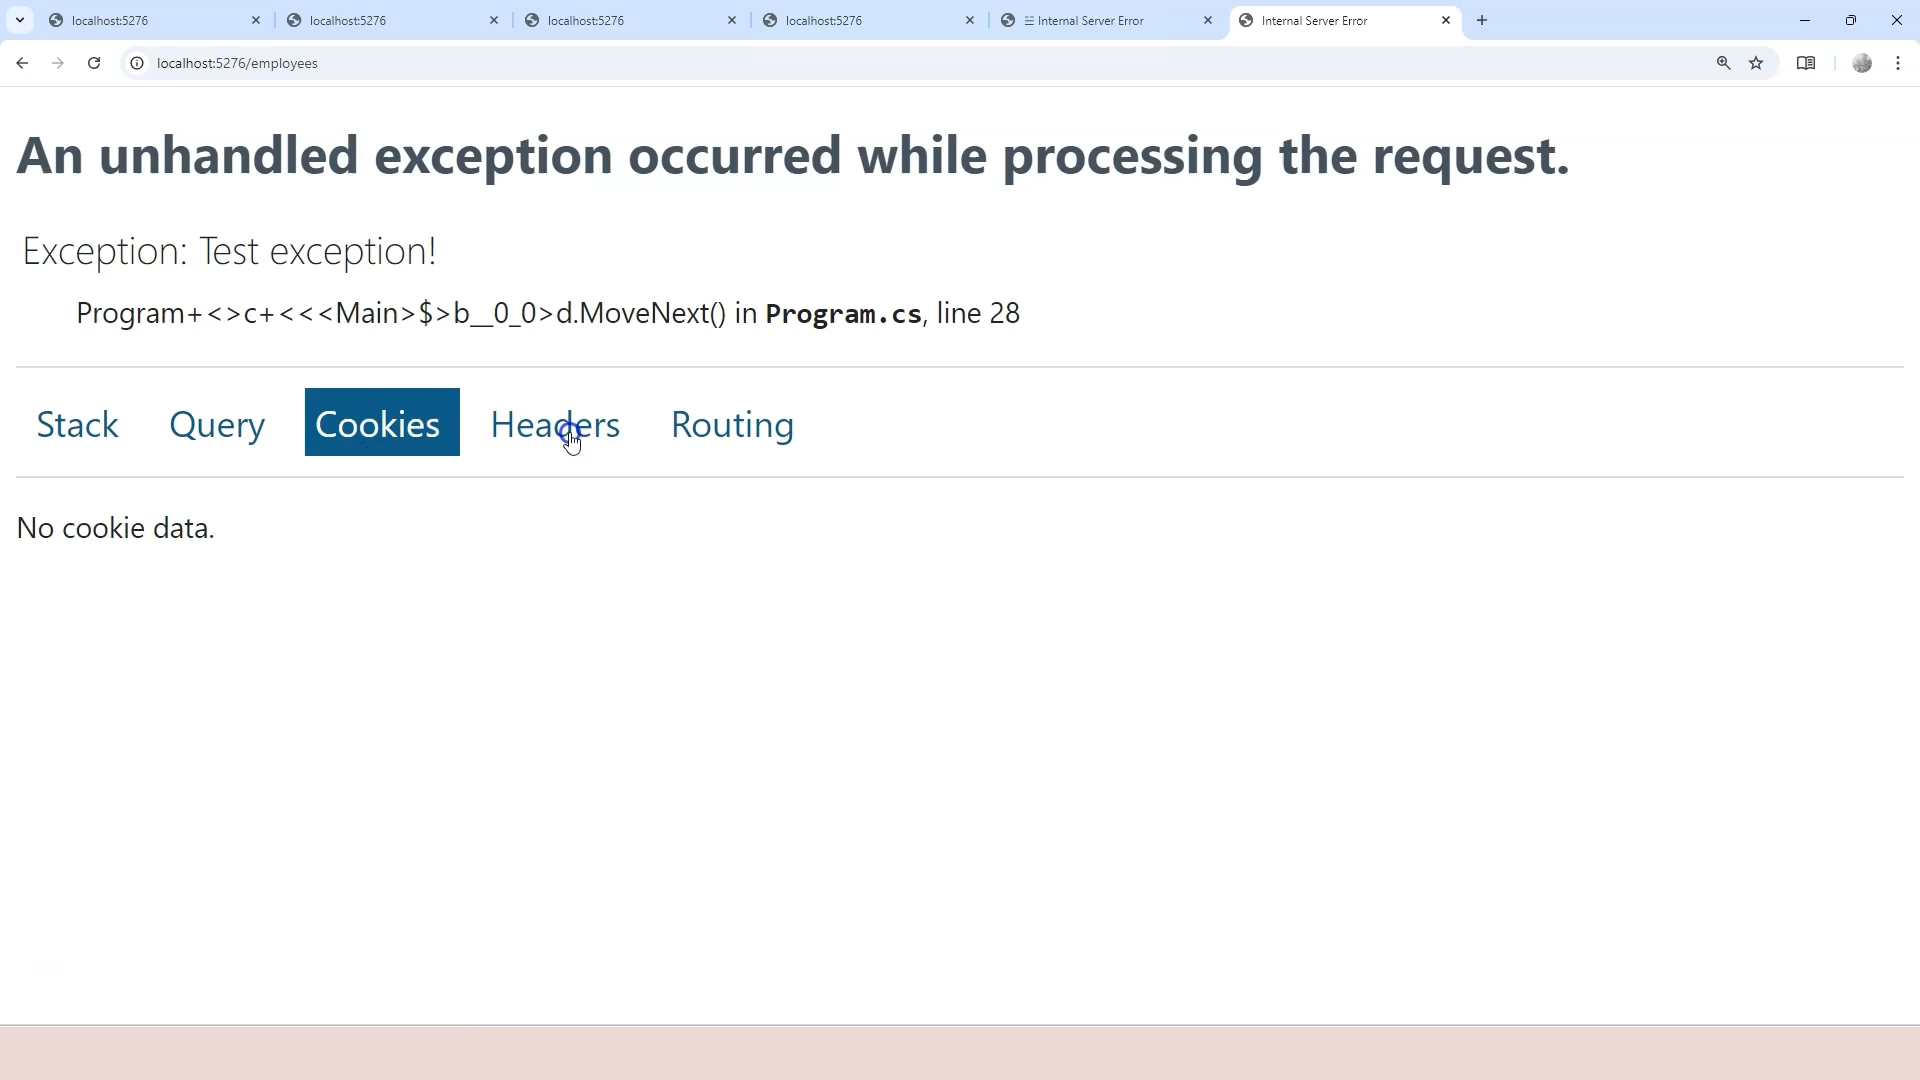 localhost:5276
localhost:5276
localhost:5276
localhost:5276
Internal Server Error
Internal Server Error
localhost:5276/employees
An unhandled exception occurred while processing the request.
Exception: Test exception!
Program+<>c+<<<Main>$>b__0_0>d.MoveNext() in Program.cs, line 28
Stack Query Cookies Headers Routing
No cookie data.